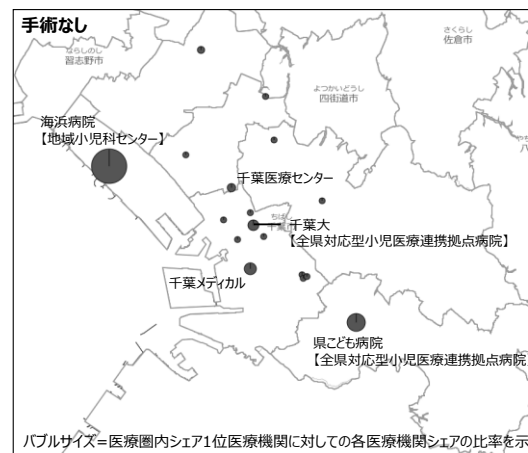 手術なし
さくらし
佐倉市
ならしのし
習志野市
よつかいどうし
四街道市
海浜病院
【地域小児科センター】
千葉医療センター
ちば
千葉大
【全県対応型小児医療連携拠点病院】
千葉メディカル
県こども病院
【全県対応型小児医療連携拠点病院
バブルサイズ＝医療圏内シェア1位医療機関に対しての各医療機関シェアの比率を示